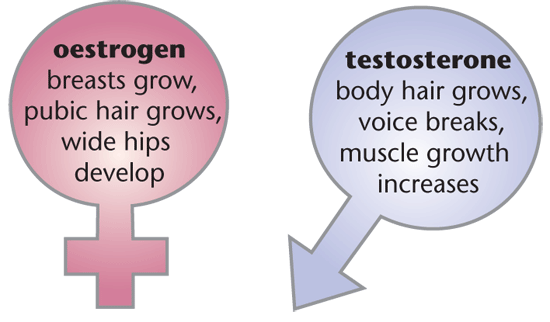 oestrogen
breasts grow,
pubic hair grows,
wide hips
develop
testosterone
body hair grows,
voice breaks,
muscle growth
increases